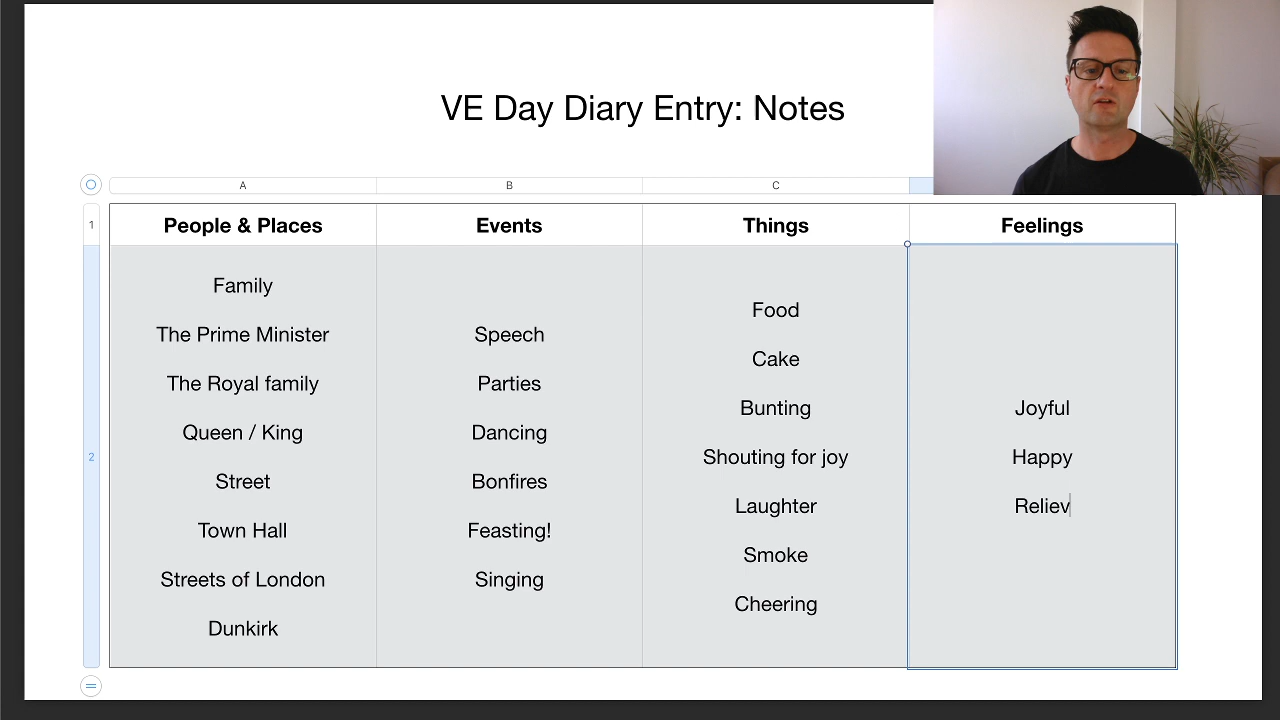 VE Day Diary Entry: Notes
A B C
1 People & Places Events Things Feelings
2
Family
The Prime Minister
The Royal family
Queen / King
Street
Town Hall
Streets of London
Dunkirk
Speech
Parties
Dancing
Bonfires
Feasting!
Singing
Food
Cake
Bunting
Shouting for joy
Laughter
Smoke
Cheering
Joyful
Happy
Reliev